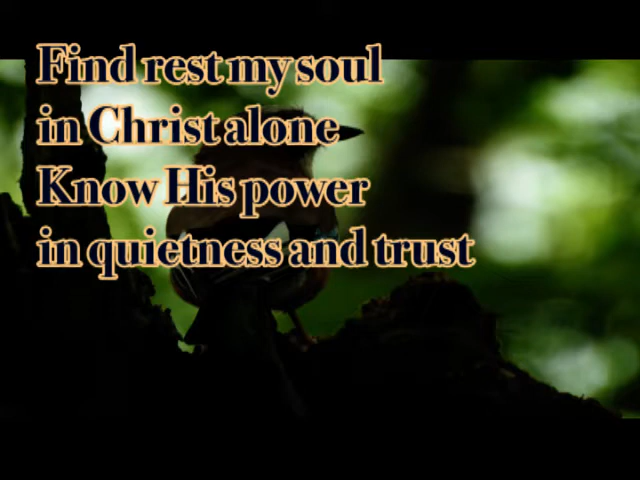 Find rest my soul
in Christ alone
Know His power
in quietness and trust